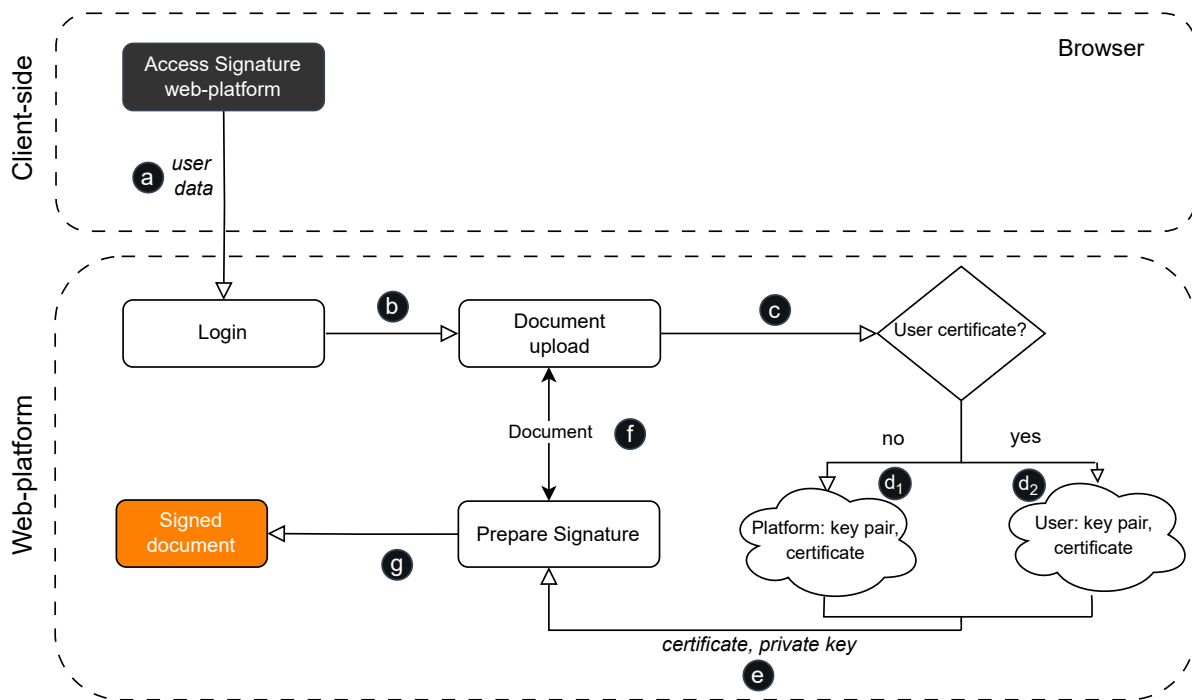 Client-side
Browser
Access Signature
web-platform
a
user
data
Web-platform
Login
b
Document
upload
c
User certificate?
Document
f
no
yes
d1
d2
Platform: key pair,
certificate
User: key pair,
certificate
Signed
document
g
Prepare Signature
certificate, private key
e